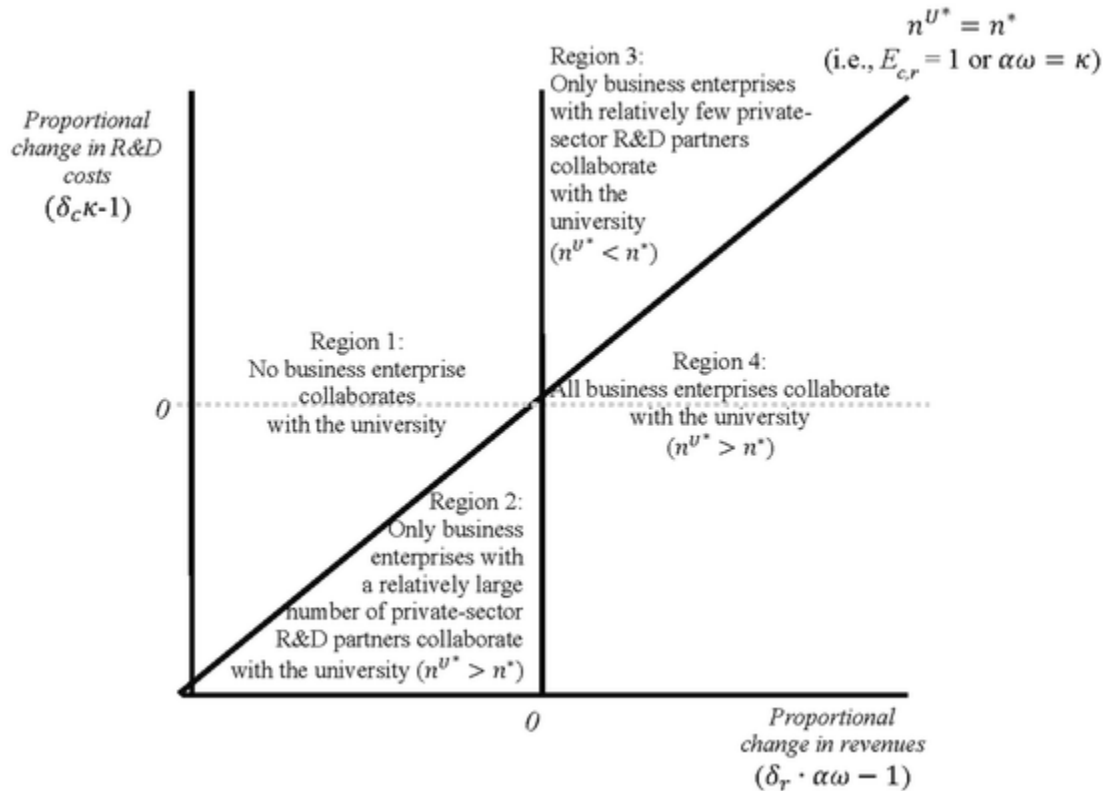 n^{U*} = n*
(i.e., E_{c,r} = 1 or αω = κ)
Region 3:
Only business enterprises
with relatively few private-
sector R&D partners
collaborate
with the
university
(n^{U*} < n*)
Proportional
change in R&D
costs
(δ_cκ-1)
Region 1:
No business enterprise
collaborates
with the university
Region 4:
All business enterprises collaborate
with the university
(n^{U*} > n*)
0
Region 2:
Only business
enterprises with
a relatively large
number of private-sector
R&D partners collaborate
with the university (n^{U*} > n*)
0
Proportional
change in revenues
(δ_r · αω − 1)